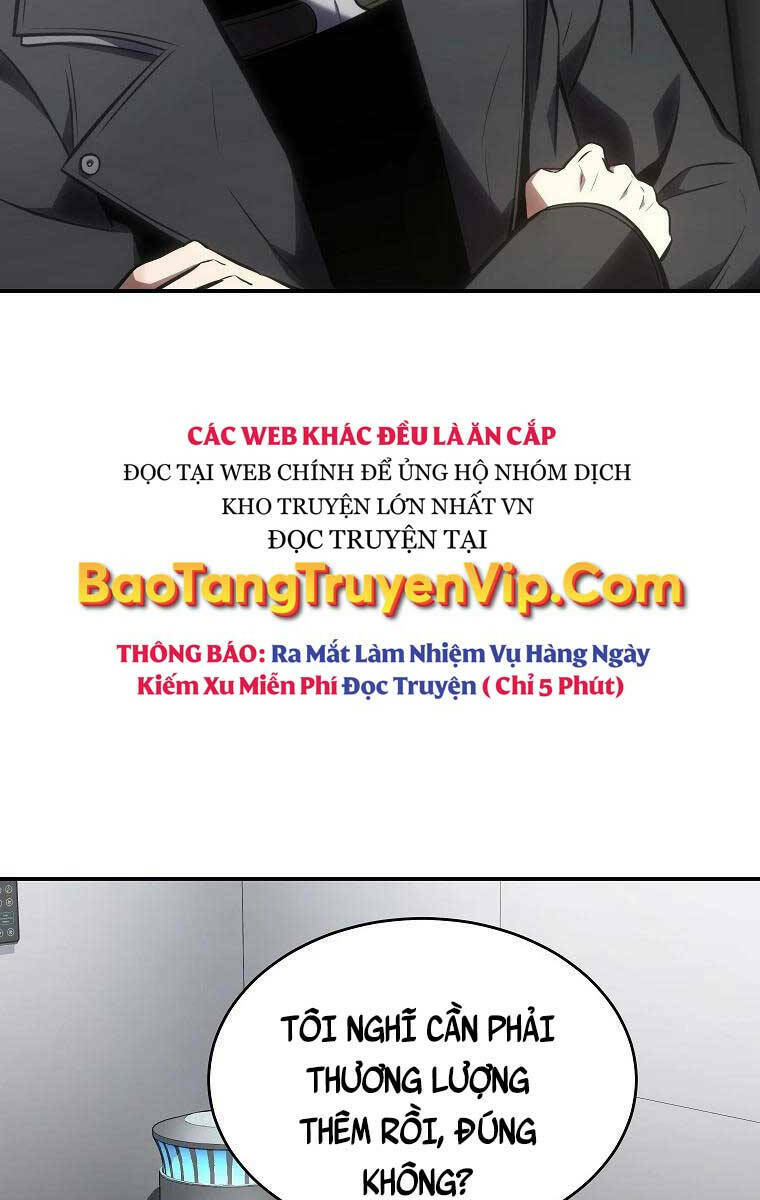 CÁC WEB KHÁC ĐỀU LÀ ĂN CẮP
ĐỌC TẠI WEB CHÍNH ĐỂ ỦNG HỘ NHÓM DỊCH
KHO TRUYỆN LỚN NHẤT VN
ĐỌC TRUYỆN TẠI
BaoTangTruyenVip.Com
THÔNG BÁO: Ra Mắt Làm Nhiệm Vụ Hàng Ngày
Kiếm Xu Miễn Phí Đọc Truyện ( Chỉ 5 Phút)
TÔI NGHĨ CẦN PHẢI
THƯƠNG LƯỢNG
THÊM RỒI, ĐÚNG
KHÔNG?